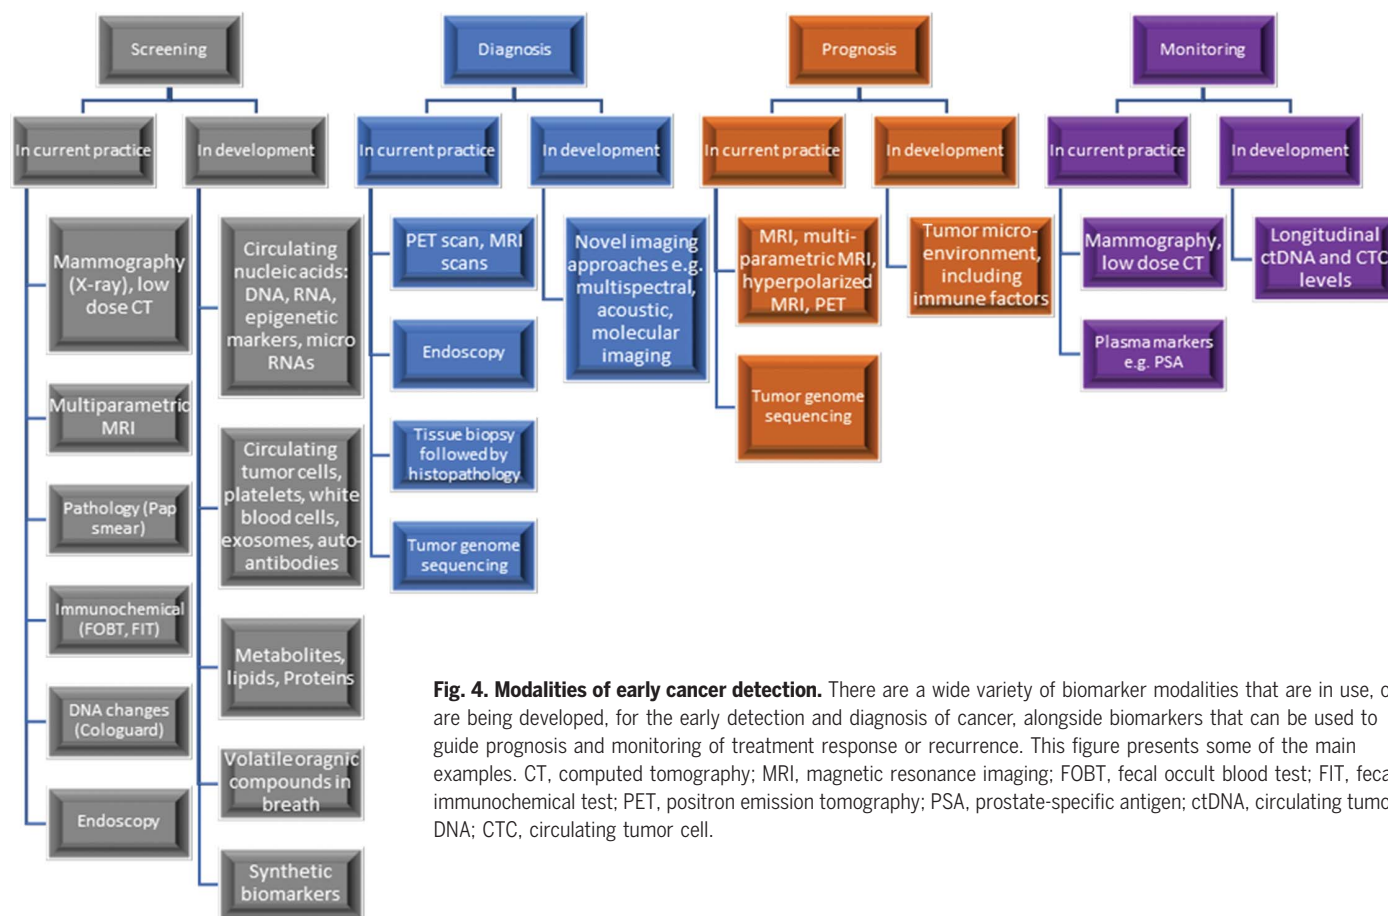 Screening
Diagnosis
Prognosis
Monitoring
In current practice
In development
In current practice
In development
In current practice
In development
In current practice
In development
Mammography
(X-ray), low
dose CT
Multiparametric
MRI
Pathology (Pap
smear)
Immunochemical
(FOBT, FIT)
DNA changes
(Cologuard)
Endoscopy
Circulating
nucleic acids:
DNA, RNA,
epigenetic
markers, micro
RNAs
Circulating
tumor cells,
platelets, white
blood cells,
exosomes, auto-
antibodies
Metabolites,
lipids, Proteins
Volatile oragnic
compounds in
breath
Synthetic
biomarkers
PET scan, MRI
scans
Endoscopy
Tissue biopsy
followed by
histopathology
Tumor genome
sequencing
Novel imaging
approaches e.g.
multispectral,
acoustic,
molecular
imaging
MRI, multi-
parametric MRI,
hyperpolarized
MRI, PET
Tumor genome
sequencing
Tumor micro-
environment,
including
immune factors
Mammography,
low dose CT
Plasma markers
e.g. PSA
Longitudinal
ctDNA and CTC
levels
Fig. 4. Modalities of early cancer detection. There are a wide variety of biomarker modalities that are in use, o
are being developed, for the early detection and diagnosis of cancer, alongside biomarkers that can be used to
guide prognosis and monitoring of treatment response or recurrence. This figure presents some of the main
examples. CT, computed tomography; MRI, magnetic resonance imaging; FOBT, fecal occult blood test; FIT, feca
immunochemical test; PET, positron emission tomography; PSA, prostate-specific antigen; ctDNA, circulating tumo
DNA; CTC, circulating tumor cell.